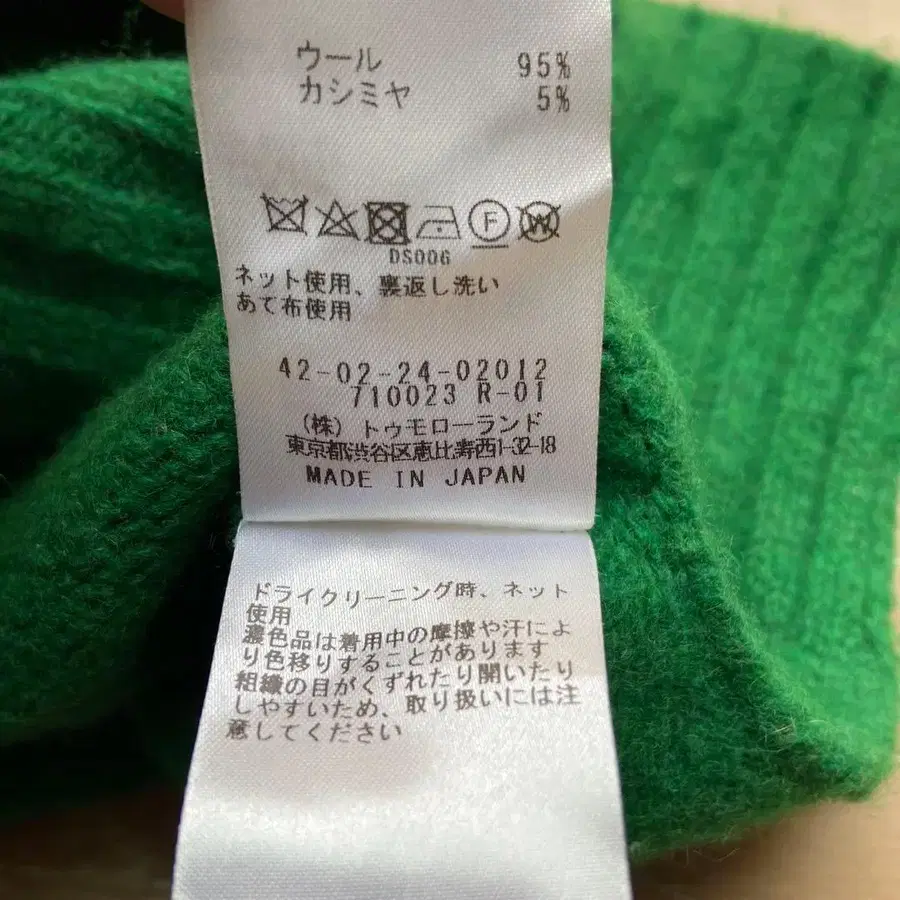 ウール 95%
カシミヤ 5%
F W
DS006
ネット使用、裏返し洗い
あて布使用
42-02-24-02012
710023 R-01
(株) トゥモローランド
東京都渋谷区恵比寿西1-32-18
MADE IN JAPAN
ドライクリーニング時、ネット
使用
濃色品は着用中の摩擦や汗によ
り色移りすることがあります
組織の目がくずれたり開いたり
しやすいため、取り扱いには注
意してください